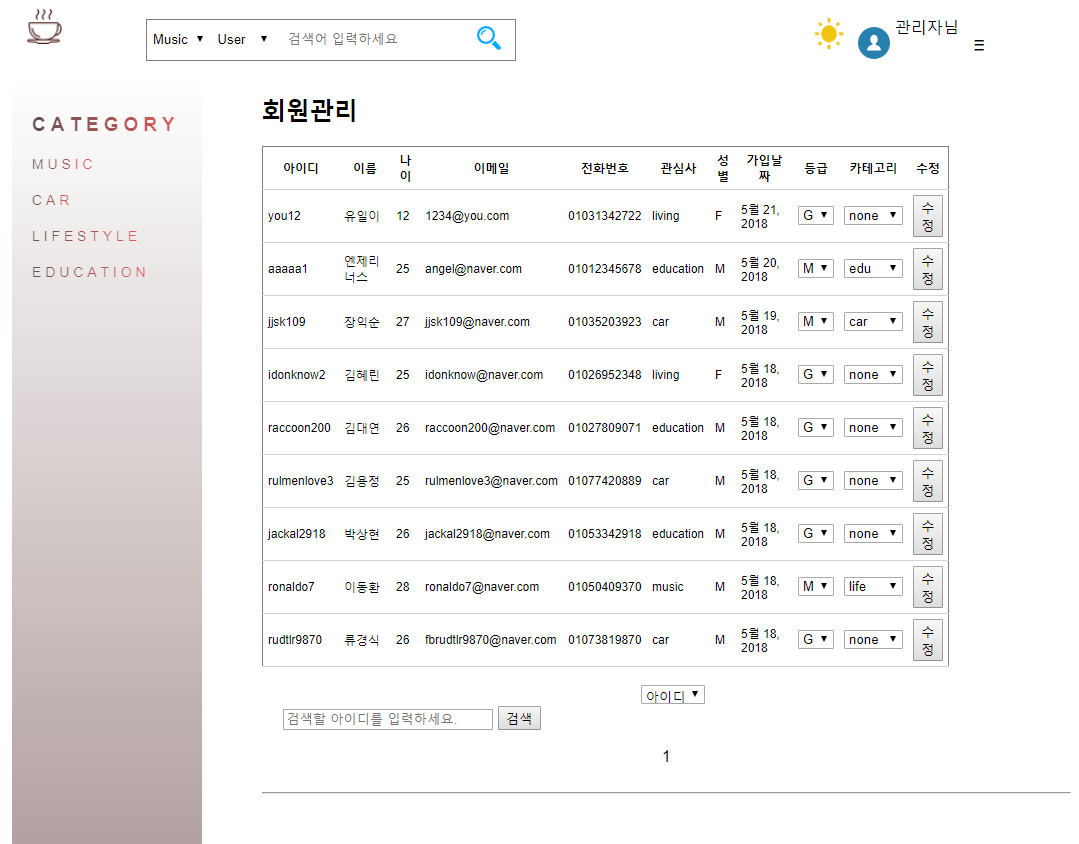 Music User 검색어 입력하세요 관리자님
CATEGORY
MUSIC
CAR
LIFESTYLE
EDUCATION
회원관리
아이디 이름 나이 이메일 전화번호 관심사 성별 가입날짜 등급 카테고리 수정
you12 유일이 12 1234@you.com 01031342722 living F 5월 21, 2018 G none 수정
aaaaa1 엔제리너스 25 angel@naver.com 01012345678 education M 5월 20, 2018 M edu 수정
jjsk109 장익순 27 jjsk109@naver.com 01035203923 car M 5월 19, 2018 M car 수정
idonknow2 김혜린 25 idonknow@naver.com 01026952348 living F 5월 18, 2018 G none 수정
raccoon200 김대연 26 raccoon200@naver.com 01027809071 education M 5월 18, 2018 G none 수정
rulmenlove3 김용정 25 rulmenlove3@naver.com 01077420889 car M 5월 18, 2018 G none 수정
jackal2918 박상현 26 jackal2918@naver.com 01053342918 education M 5월 18, 2018 G none 수정
ronaldo7 이동환 28 ronaldo7@naver.com 01050409370 music M 5월 18, 2018 M life 수정
rudtlr9870 류경식 26 fbrudtlr9870@naver.com 01073819870 car M 5월 18, 2018 G none 수정
아이디
검색할 아이디를 입력하세요. 검색
1